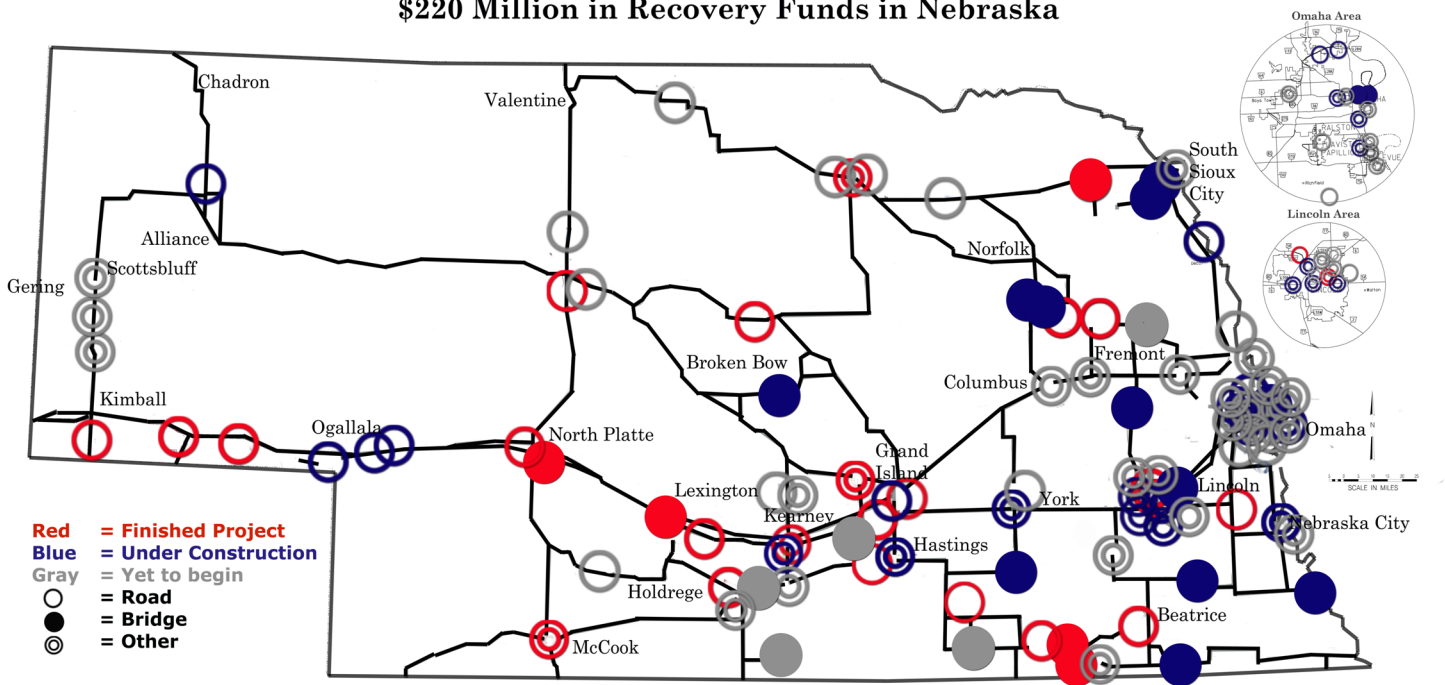 $220 Million in Recovery Funds in Nebraska
Omaha Area
Chadron
Valentine
South
Sioux
City
Alliance
Lincoln Area
Norfolk
Scottsbluff
Gering
Broken Bow
Fremont
Columbus
Kimball
Ogallala
North Platte
Omaha
N
Grand
Island
SCALE IN MILES
Lexington
York
Lincoln
Kearney
Nebraska City
Hastings
Holdrege
Beatrice
McCook
Red = Finished Project
Blue = Under Construction
Gray = Yet to begin
= Road
= Bridge
= Other